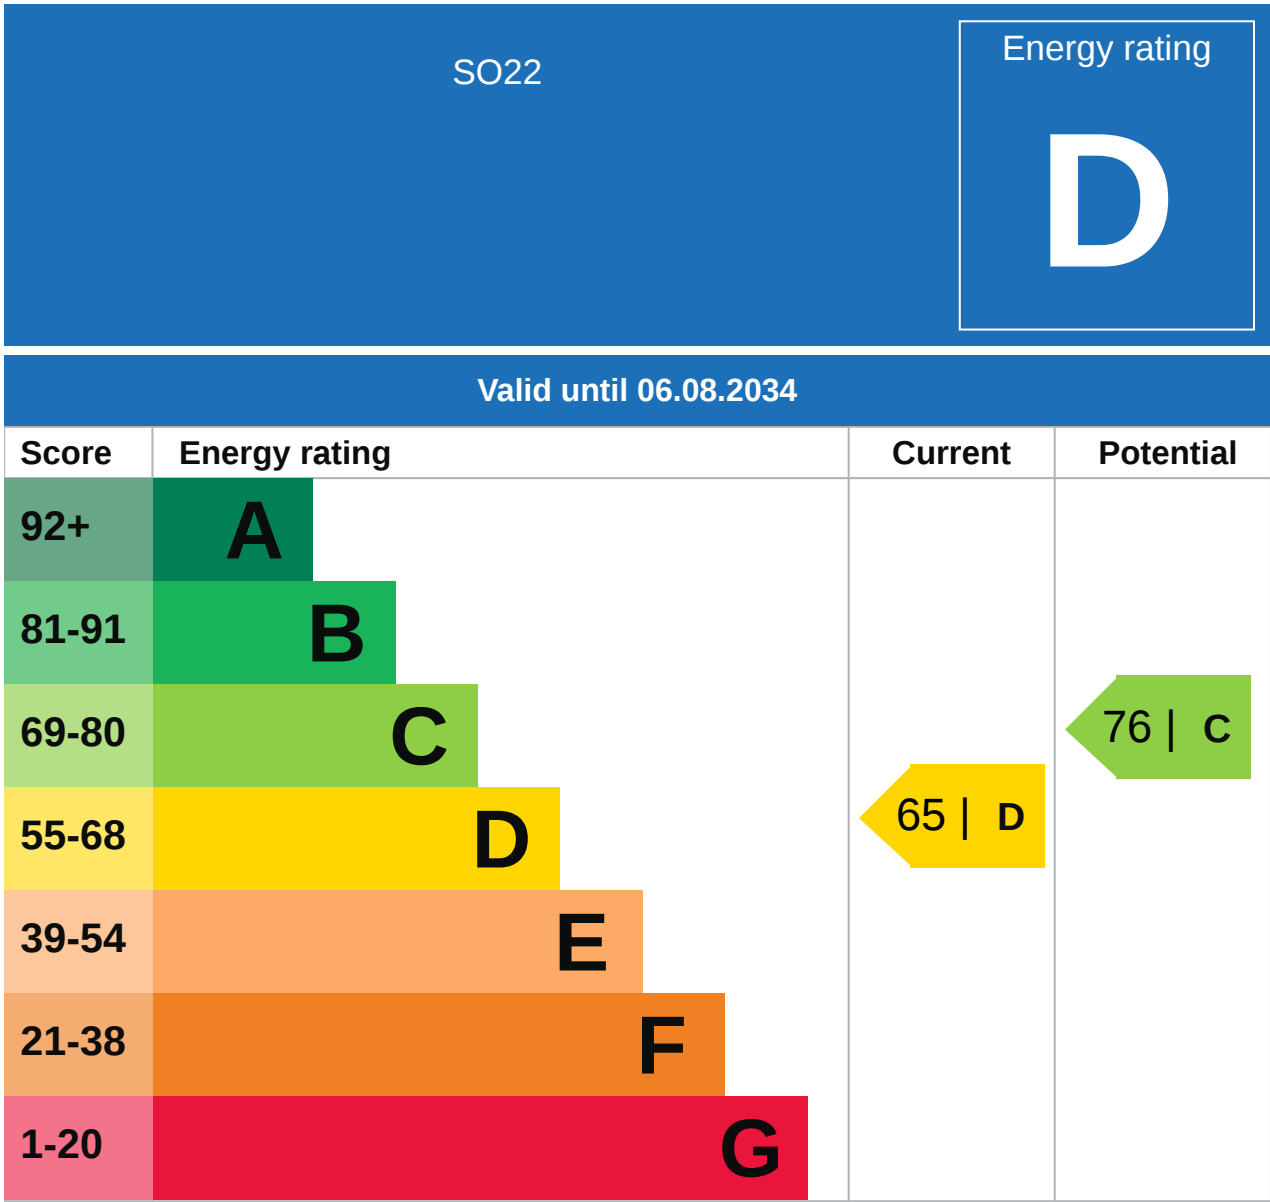 SO22
Energy rating
D
Valid until 06.08.2034
Score Energy rating Current Potential
92+ A
81-91 B
69-80 C
76 | C
55-68 D
65 | D
39-54 E
21-38 F
1-20 G